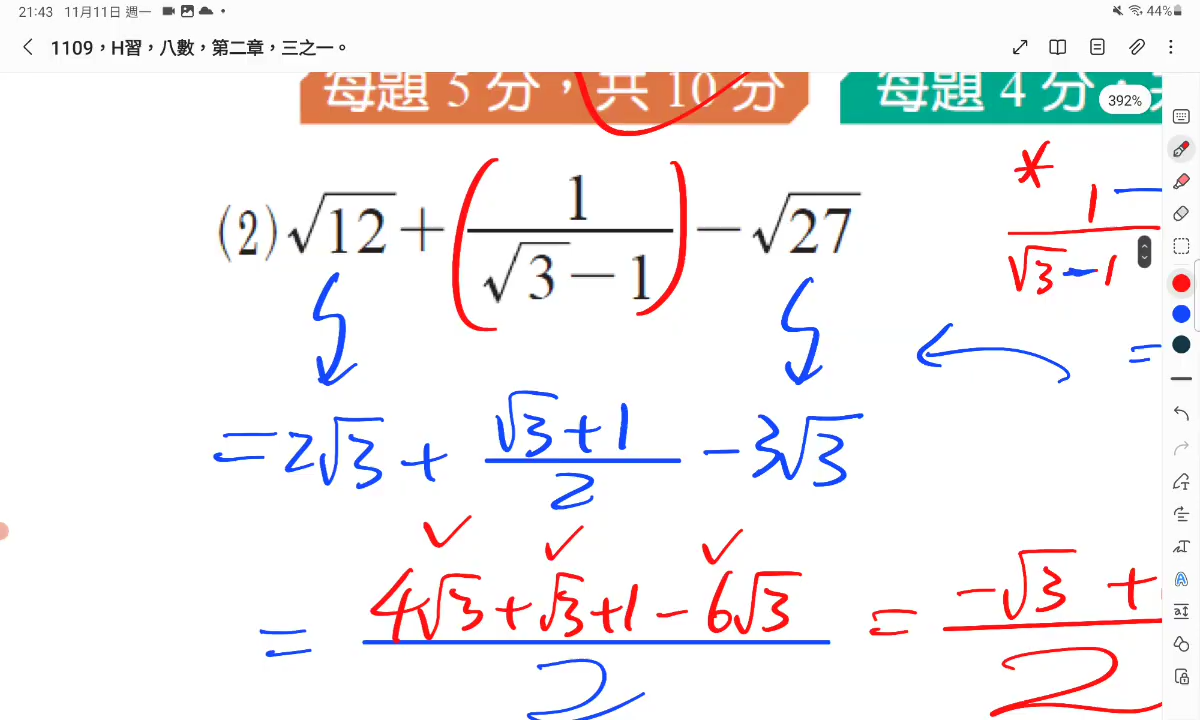 21:43 11月11日 週一 44%
1109，H習，八數，第二章，三之一。
每題 5 分，共 10 分 每題 4 分，
392%
(2) √12 + ( 1/(√3 − 1) ) − √27
* 1/(√3 − 1)
=
= 2√3 + (√3 + 1)/2 − 3√3
= (4√3 + √3 + 1 − 6√3)/2 = (−√3 +)/2